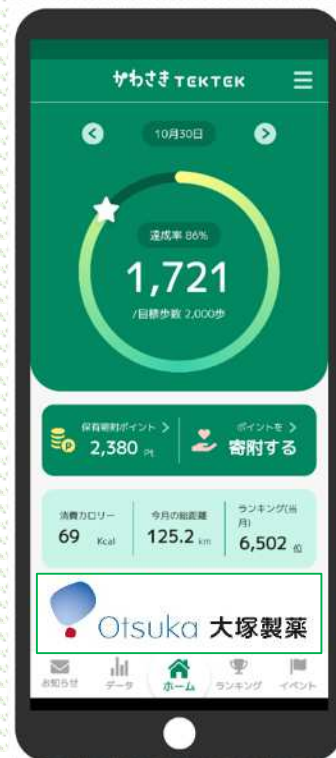 かわさきTEKTEK
10月30日
達成率 86%
1,721
/目標歩数 2,000歩
保有寄附ポイント >
2,380 Pt
ポイントを >
寄附する
消費カロリー
69 Kcal
今月の総距離
125.2 km
ランキング(当
月)
6,502 位
Otsuka 大塚製薬
お知らせ
データ
ホーム
ランキング
イベント